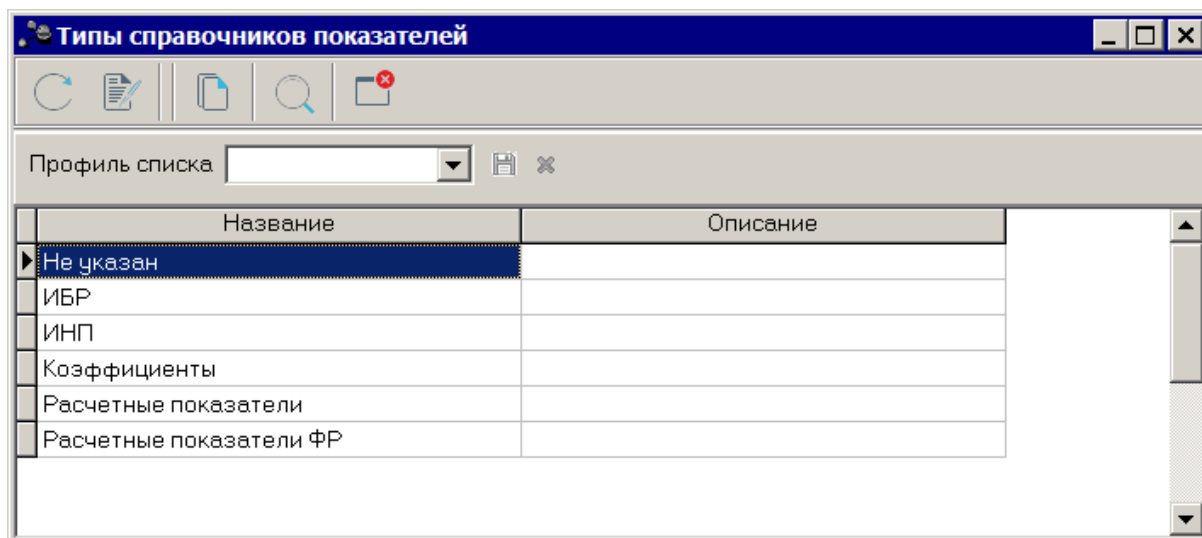 Типы справочников показателей
Профиль списка
Название Описание
Не указан
ИБР
ИНП
Коэффициенты
Расчетные показатели
Расчетные показатели ФР